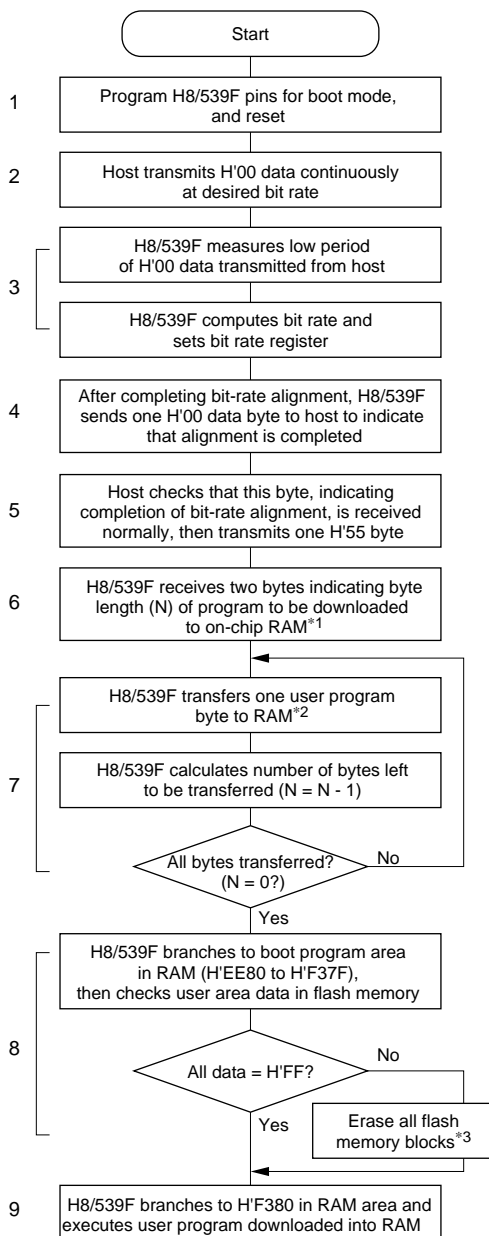 Start
1
Program H8/539F pins for boot mode,
and reset
2
Host transmits H'00 data continuously
at desired bit rate
3
H8/539F measures low period
of H'00 data transmitted from host
H8/539F computes bit rate and
sets bit rate register
4
After completing bit-rate alignment, H8/539F
sends one H'00 data byte to host to indicate
that alignment is completed
5
Host checks that this byte, indicating
completion of bit-rate alignment, is received
normally, then transmits one H'55 byte
6
H8/539F receives two bytes indicating byte
length (N) of program to be downloaded
to on-chip RAM*1
7
H8/539F transfers one user program
byte to RAM*2
H8/539F calculates number of bytes left
to be transferred (N = N - 1)
All bytes transferred?
(N = 0?)
No
Yes
8
H8/539F branches to boot program area
in RAM (H'EE80 to H'F37F),
then checks user area data in flash memory
All data = H'FF?
No
Yes
Erase all flash
memory blocks*3
9
H8/539F branches to H'F380 in RAM area and
executes user program downloaded into RAM